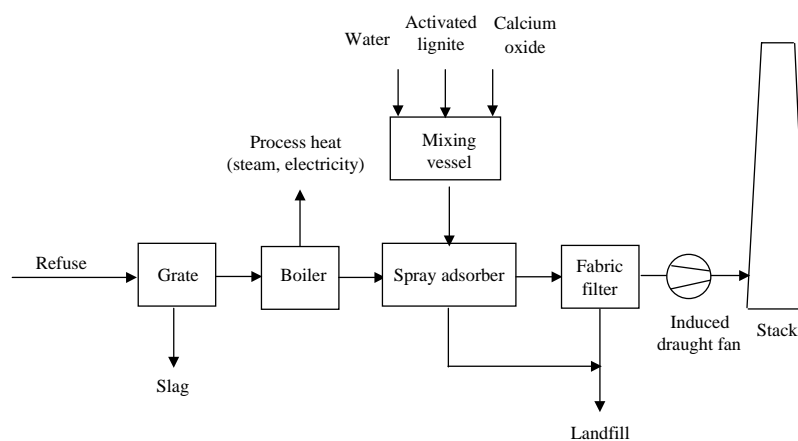 Water
Activated
lignite
Calcium
oxide
Mixing
vessel
Process heat
(steam, electricity)
Refuse
Grate
Boiler
Spray adsorber
Fabric
filter
Induced
draught fan
Stack
Slag
Landfill